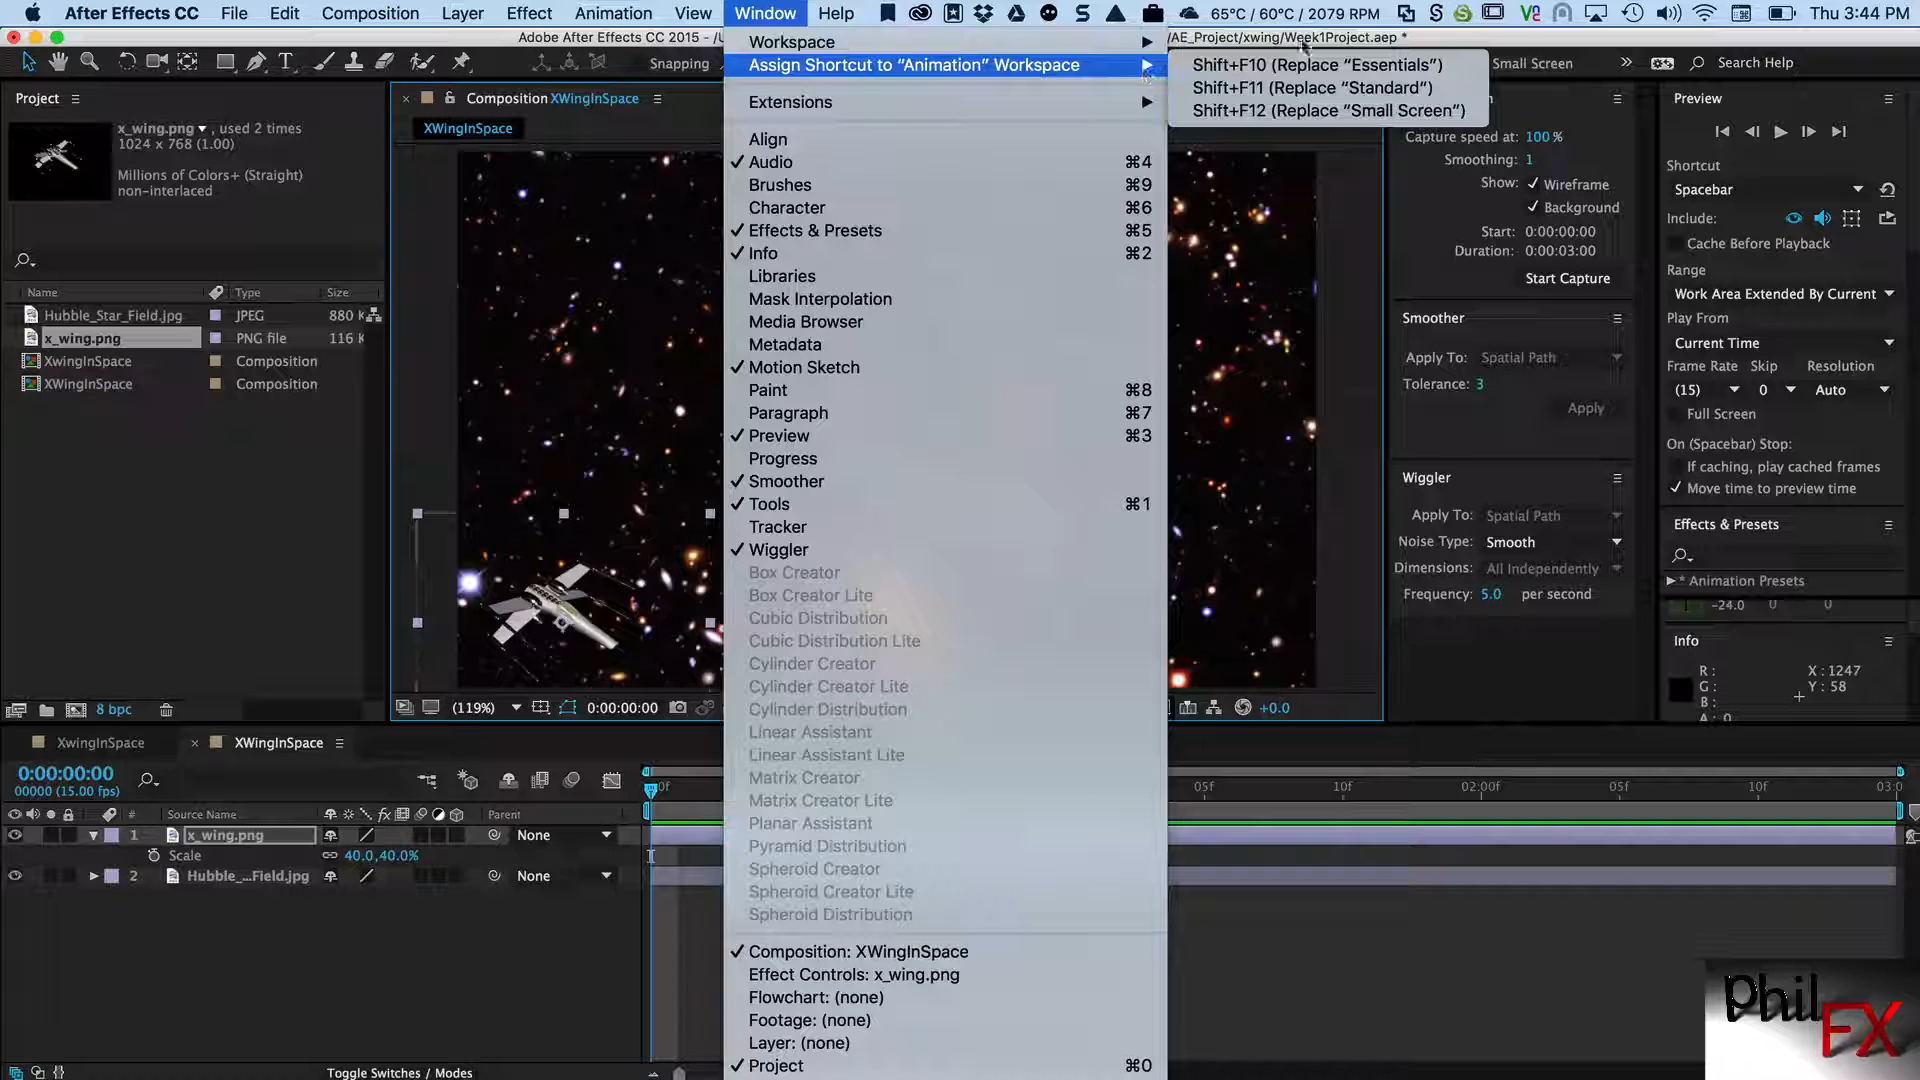 After Effects CC File Edit Composition Layer Effect Animation View Window Help 65°C / 60°C / 2079 RPM Thu 3:44 PM
Adobe After Effects CC 2015 - /U
/AE_Project/xwing/Week1Project.aep *
Snapping
Small Screen
Search Help
Workspace
Assign Shortcut to “Animation” Workspace
Extensions
Align
Audio ⌘4
Brushes ⌘9
Character ⌘6
Effects & Presets ⌘5
Info ⌘2
Libraries
Mask Interpolation
Media Browser
Metadata
Motion Sketch
Paint ⌘8
Paragraph ⌘7
Preview ⌘3
Progress
Smoother
Tools ⌘1
Tracker
Wiggler
Box Creator
Box Creator Lite
Cubic Distribution
Cubic Distribution Lite
Cylinder Creator
Cylinder Creator Lite
Cylinder Distribution
Linear Assistant
Linear Assistant Lite
Matrix Creator
Matrix Creator Lite
Planar Assistant
Pyramid Distribution
Spheroid Creator
Spheroid Creator Lite
Spheroid Distribution
Composition: XWingInSpace
Effect Controls: x_wing.png
Flowchart: (none)
Footage: (none)
Layer: (none)
Project ⌘0
Shift+F10 (Replace “Essentials”)
Shift+F11 (Replace “Standard”)
Shift+F12 (Replace “Small Screen”)
Project
x_wing.png , used 2 times
1024 x 768 (1.00)
Millions of Colors+ (Straight)
non-interlaced
Name Type Size
Hubble_Star_Field.jpg JPEG 880 K
x_wing.png PNG file 116 K
XwingInSpace Composition
XWingInSpace Composition
8 bpc
Composition XWingInSpace
XWingInSpace
(119%) 0:00:00:00
+0.0
Capture speed at: 100 %
Smoothing: 1
Show: Wireframe
Background
Start: 0:00:00:00
Duration: 0:00:03:00
Start Capture
Smoother
Apply To: Spatial Path
Tolerance: 3
Apply
Wiggler
Apply To: Spatial Path
Noise Type: Smooth
Dimensions: All Independently
Frequency: 5.0 per second
Preview
Shortcut
Spacebar
Include:
Cache Before Playback
Range
Work Area Extended By Current
Play From
Current Time
Frame Rate Skip Resolution
(15) 0 Auto
Full Screen
On (Spacebar) Stop:
If caching, play cached frames
Move time to preview time
Effects & Presets
* Animation Presets
-24.0 0 0
Info
R : X : 1247
G : Y : 58
B :
A : 0
XwingInSpace XWingInSpace
0:00:00:00
00000 (15.00 fps)
# Source Name Parent
1 x_wing.png None
Scale 40.0,40.0%
2 Hubble_...Field.jpg None
0f 05f 10f 02:00f 05f 10f 03:0
Toggle Switches / Modes
Phil
FX